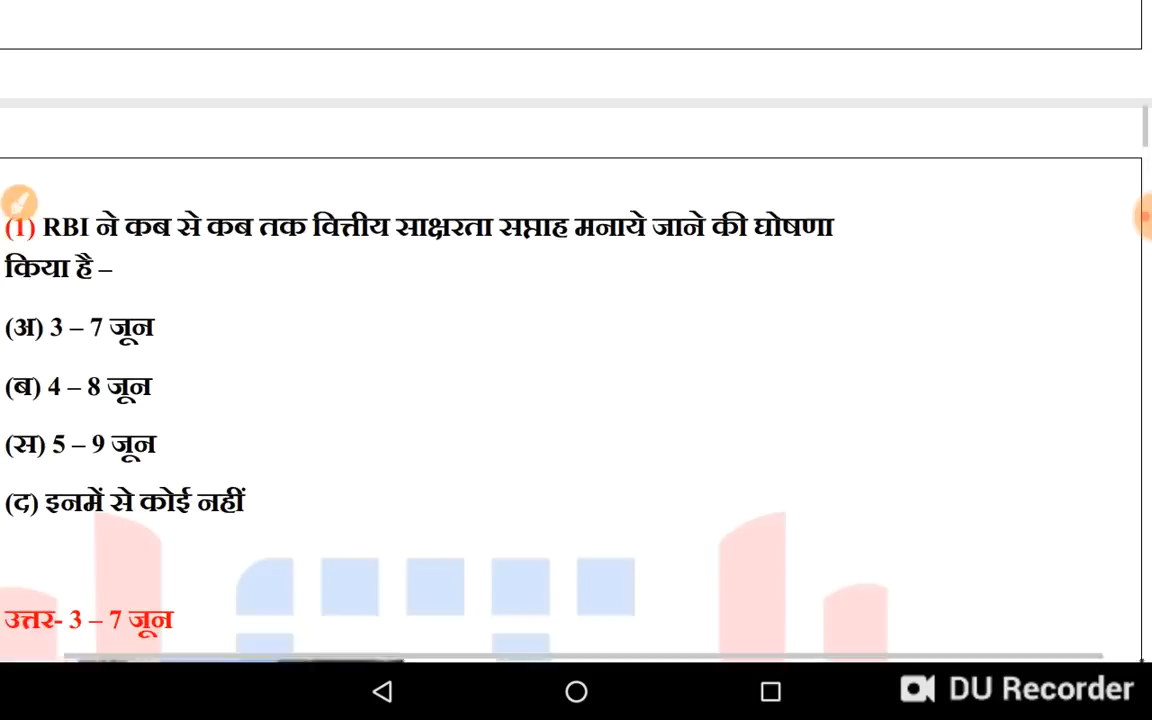 (1) RBI ने कब से कब तक वित्तीय साक्षरता सप्ताह मनाये जाने की घोषणा
किया है –
(अ) 3 – 7 जून
(ब) 4 – 8 जून
(स) 5 – 9 जून
(द) इनमें से कोई नहीं
उत्तर- 3 – 7 जून
DU Recorder